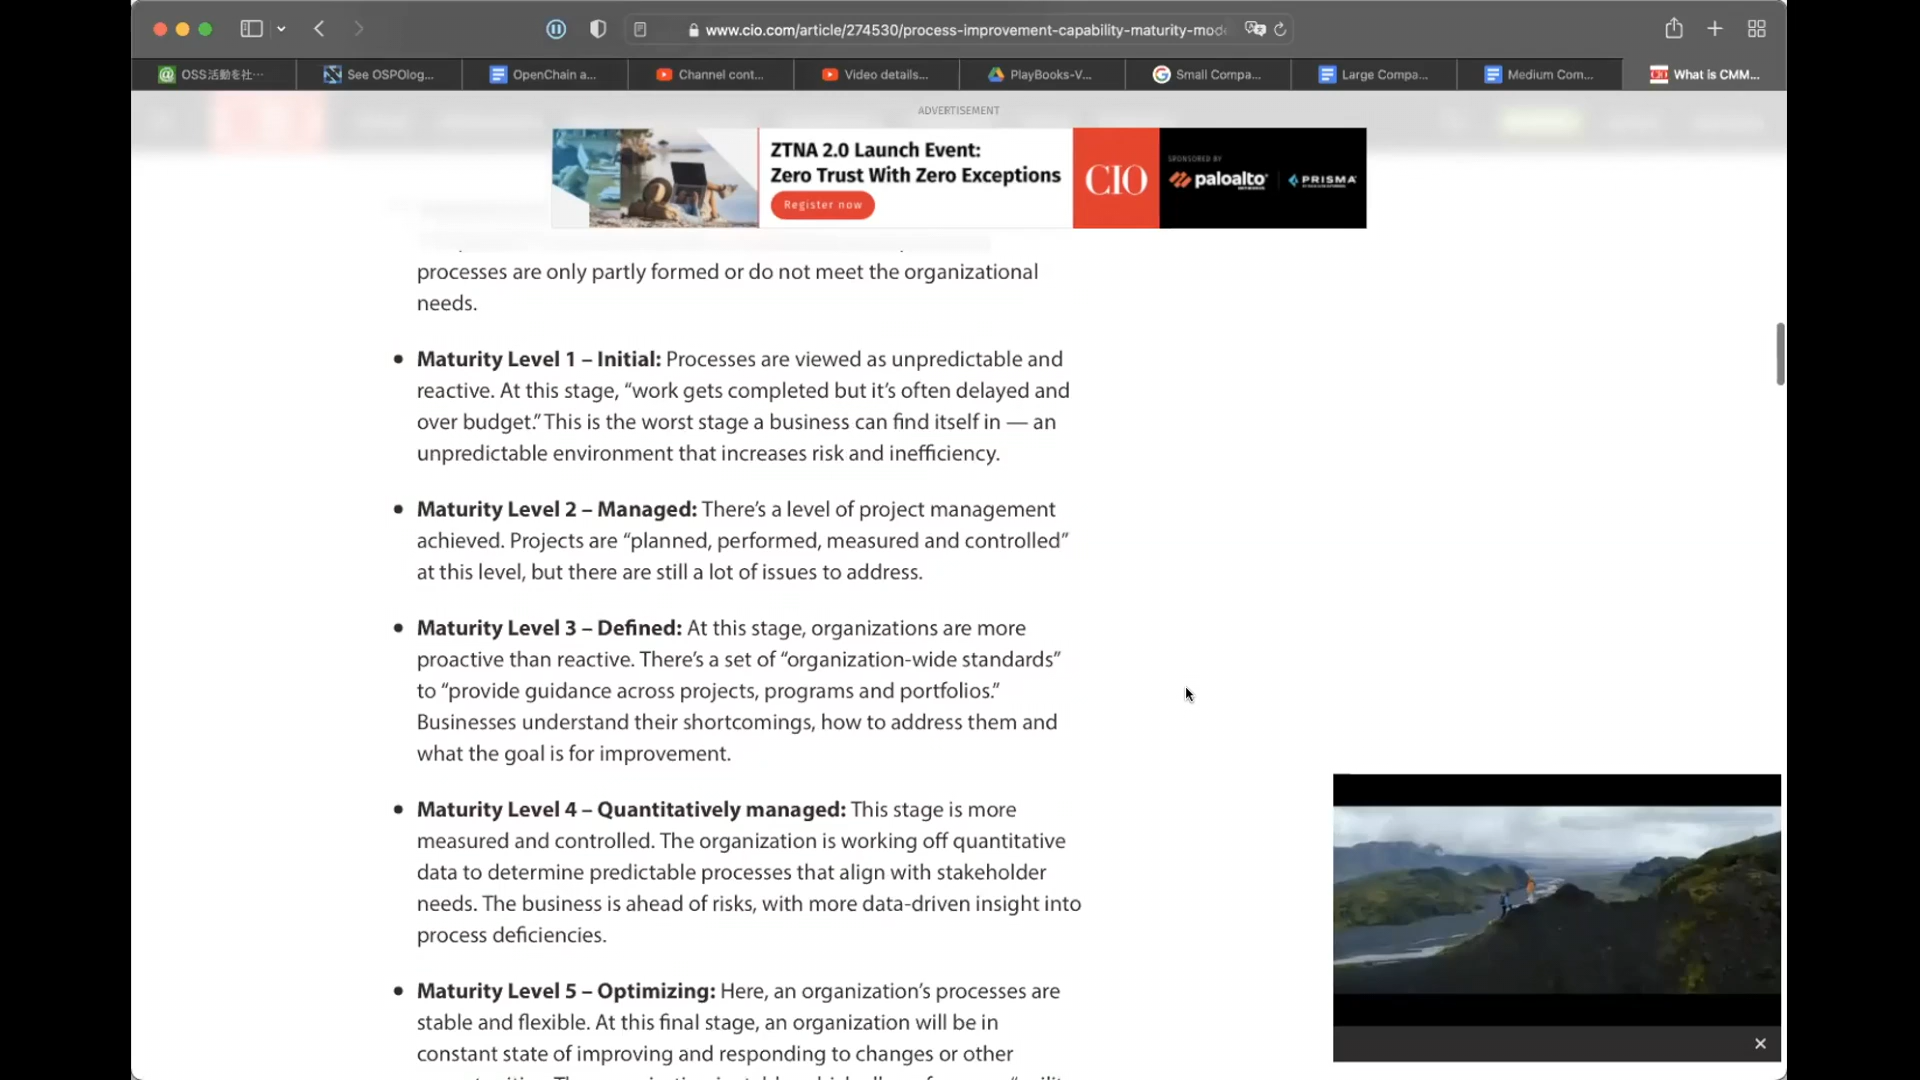 www.cio.com/article/274530/process-improvement-capability-maturity-mod
OSS活動を社…
See OSPOlog...
OpenChain a...
Channel cont...
Video details...
PlayBooks-V...
Small Compa...
Large Compa...
Medium Com...
What is CMM...
ADVERTISEMENT
ZTNA 2.0 Launch Event:
Zero Trust With Zero Exceptions
Register now
CIO
SPONSORED BY
paloalto
PRISMA
processes are only partly formed or do not meet the organizational
needs.
• Maturity Level 1 – Initial: Processes are viewed as unpredictable and
reactive. At this stage, “work gets completed but it’s often delayed and
over budget.” This is the worst stage a business can find itself in — an
unpredictable environment that increases risk and inefficiency.
• Maturity Level 2 – Managed: There’s a level of project management
achieved. Projects are “planned, performed, measured and controlled”
at this level, but there are still a lot of issues to address.
• Maturity Level 3 – Defined: At this stage, organizations are more
proactive than reactive. There’s a set of “organization-wide standards”
to “provide guidance across projects, programs and portfolios.”
Businesses understand their shortcomings, how to address them and
what the goal is for improvement.
• Maturity Level 4 – Quantitatively managed: This stage is more
measured and controlled. The organization is working off quantitative
data to determine predictable processes that align with stakeholder
needs. The business is ahead of risks, with more data-driven insight into
process deficiencies.
• Maturity Level 5 – Optimizing: Here, an organization’s processes are
stable and flexible. At this final stage, an organization will be in
constant state of improving and responding to changes or other